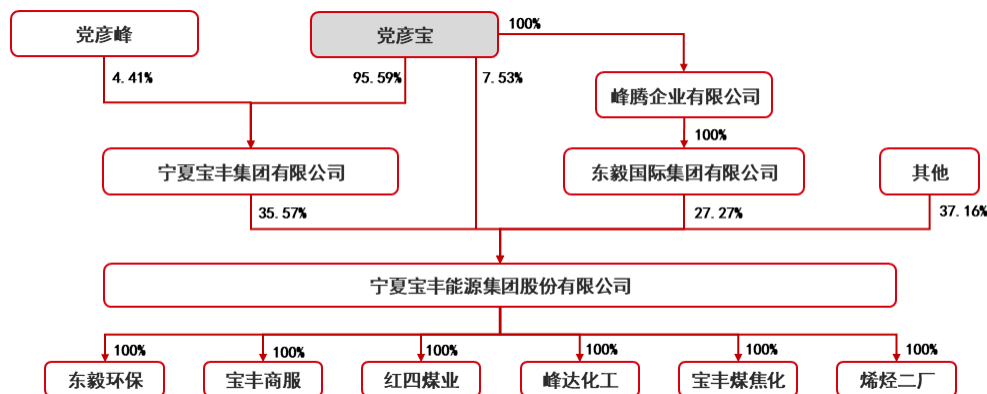 党彦峰
党彦宝
100%
4.41%
95.59%
7.53%
峰腾企业有限公司
100%
宁夏宝丰集团有限公司
东毅国际集团有限公司
其他
35.57%
27.27%
37.16%
宁夏宝丰能源集团股份有限公司
100%
100%
100%
100%
100%
100%
东毅环保
宝丰商服
红四煤业
峰达化工
宝丰煤焦化
烯烃二厂